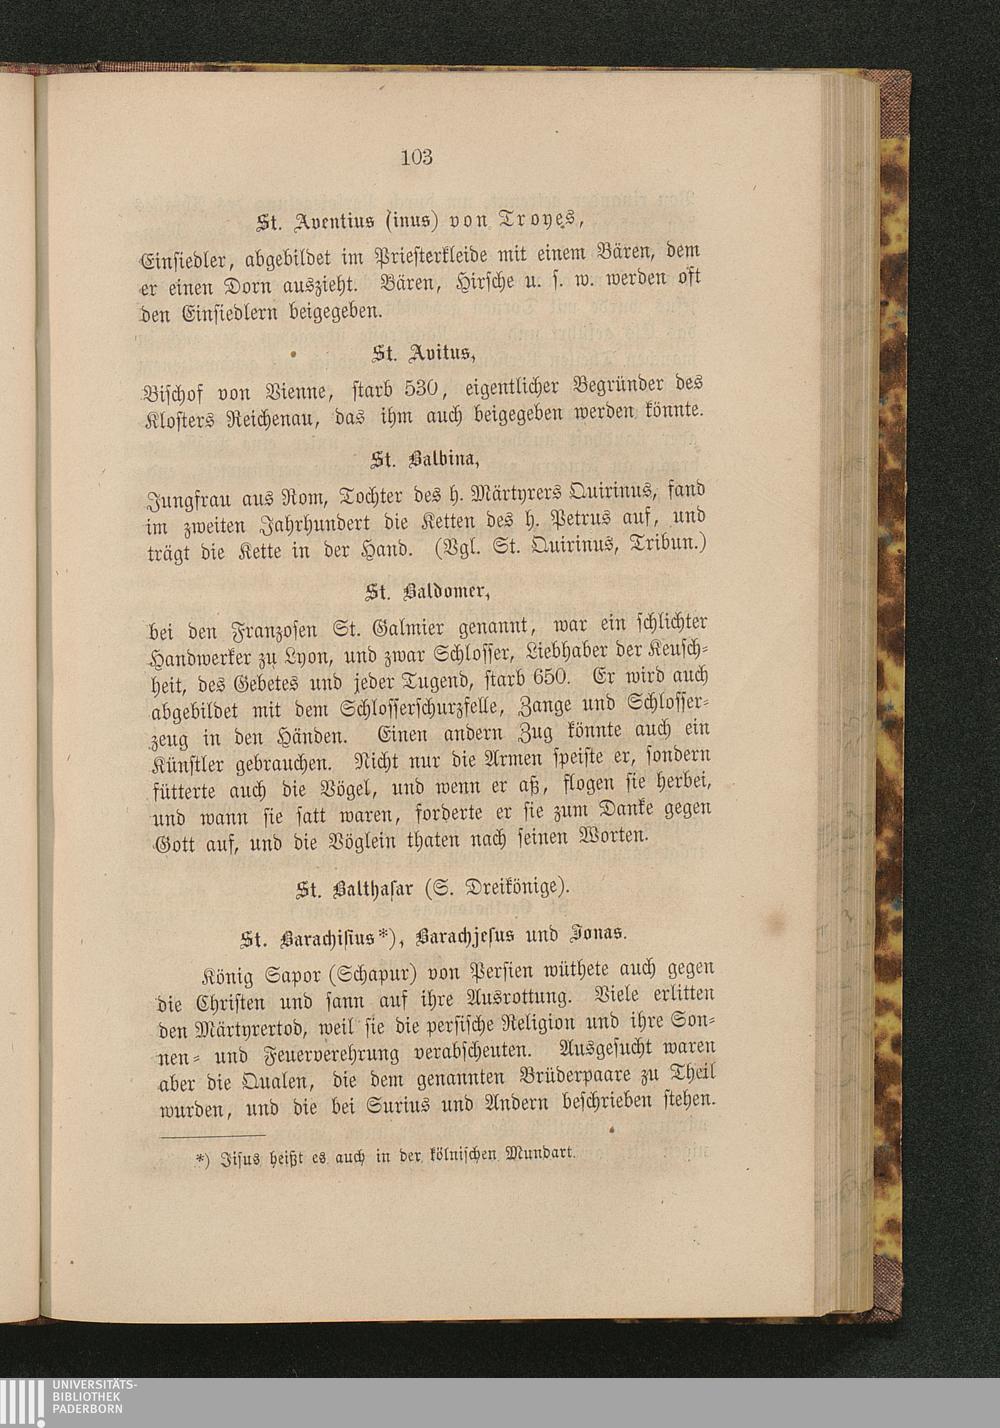 103
St. Aventius (inus) von Troyes,
Einsiedler, abgebildet im Priesterkleide mit einem Bären, dem
er einen Dorn auszieht. Bären, Hirsche u. s. w. werden oft
den Einsiedlern beigegeben.
St. Avitus,
Bischof von Vienne, starb 530, eigentlicher Begründer des
Klosters Reichenau, das ihm auch beigegeben werden könnte.
St. Balbina,
Jungfrau aus Rom, Tochter des h. Märtyrers Quirinus, fand
im zweiten Jahrhundert die Ketten des h. Petrus auf, und
trägt die Kette in der Hand. (Vgl. St. Quirinus, Tribun.)
St. Baldomer,
bei den Franzosen St. Galmier genannt, war ein schlichter
Handwerker zu Lyon, und zwar Schlosser, Liebhaber der Keusch-
heit, des Gebetes und jeder Tugend, starb 650. Er wird auch
abgebildet mit dem Schlosserschurzfelle, Zange und Schlosser-
zeug in den Händen. Einen andern Zug könnte auch ein
Künstler gebrauchen. Nicht nur die Armen speiste er, sondern
fütterte auch die Vögel, und wenn er aß, flogen sie herbei,
und wann sie satt waren, forderte er sie zum Danke gegen
Gott auf, und die Vöglein thaten nach seinen Worten.
St. Balthasar (S. Dreikönige).
St. Barachisius*), Barachjesus und Jonas.
König Sapor (Schapur) von Persien wüthete auch gegen
die Christen und sann auf ihre Ausrottung. Viele erlitten
den Märtyrertod, weil sie die persische Religion und ihre Son-
nen- und Feuerverehrung verabscheuten. Ausgesucht waren
aber die Qualen, die dem genannten Brüderpaare zu Theil
wurden, und die bei Surius und Andern beschrieben stehen.
*) Jisus heißt es auch in der kölnischen Mundart.
UNIVERSITÄTS-
BIBLIOTHEK
PADERBORN